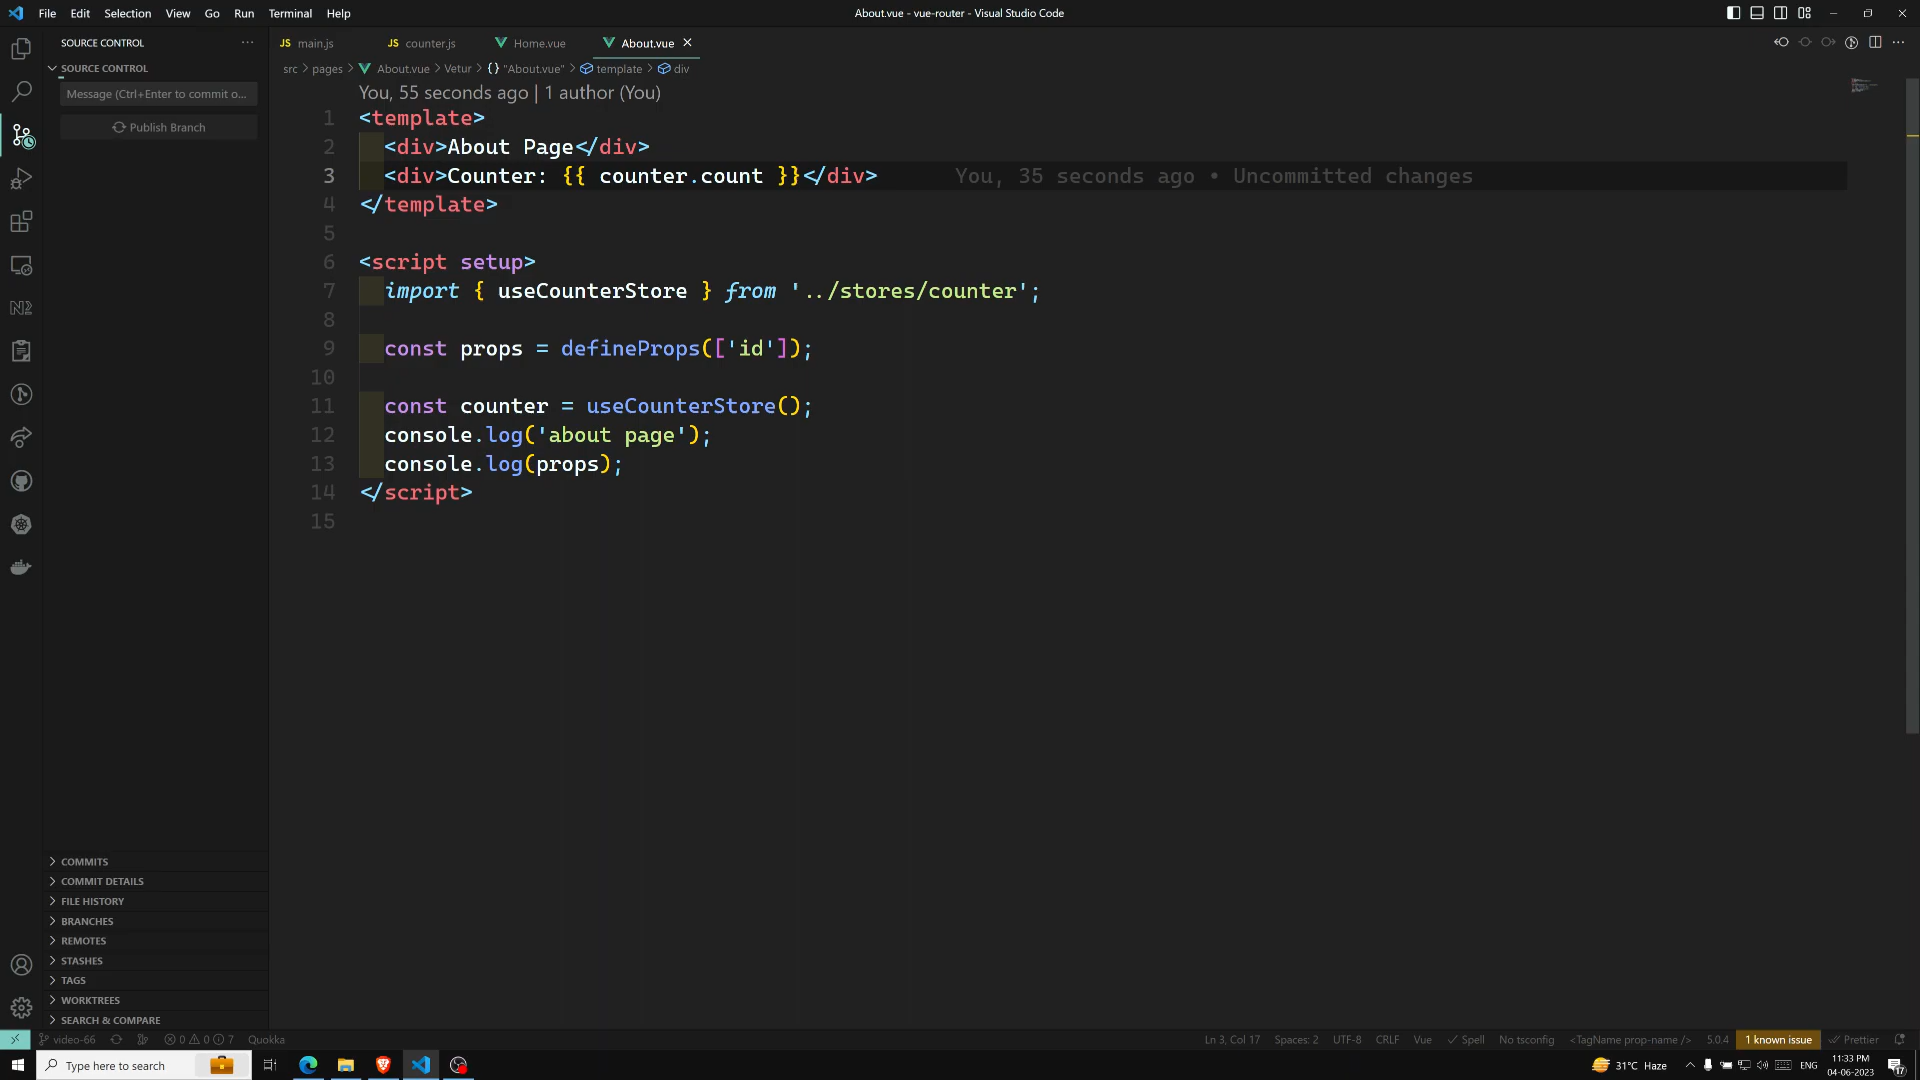 File Edit Selection View Go Run Terminal Help
About.vue - vue-router - Visual Studio Code
SOURCE CONTROL
JS main.js
JS counter.js
Home.vue
About.vue
SOURCE CONTROL
src > pages > About.vue > Vetur > {} "About.vue" > template > div
Message (Ctrl+Enter to commit o...
Publish Branch
You, 55 seconds ago | 1 author (You)
1 <template>
2 <div>About Page</div>
3 <div>Counter: {{ counter.count }}</div> You, 35 seconds ago • Uncommitted changes
4 </template>
5
6 <script setup>
7 import { useCounterStore } from '../stores/counter';
8
9 const props = defineProps(['id']);
10
11 const counter = useCounterStore();
12 console.log('about page');
13 console.log(props);
14 </script>
15
COMMITS
COMMIT DETAILS
FILE HISTORY
BRANCHES
REMOTES
STASHES
TAGS
WORKTREES
SEARCH & COMPARE
video-66 0 0 7 Quokka
Ln 3, Col 17 Spaces: 2 UTF-8 CRLF Vue Spell No tsconfig <TagName prop-name /> 5.0.4 1 known issue Prettier
Type here to search
31°C Haze
ENG
11:33 PM
04-06-2023
17